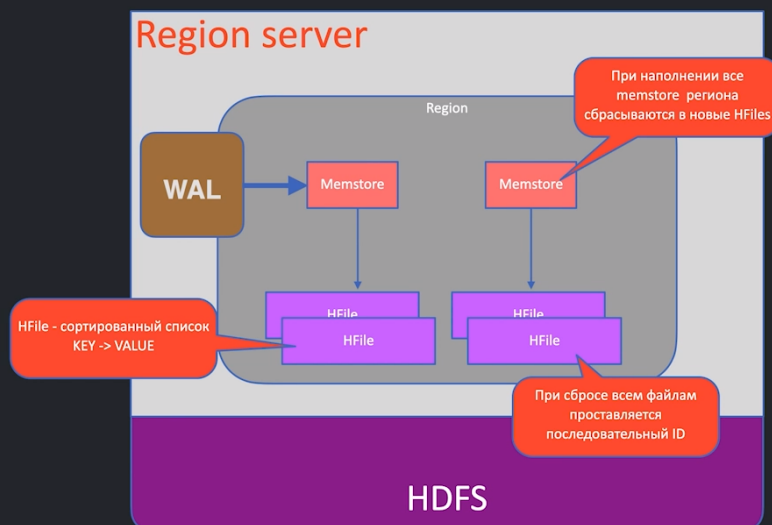 Region server
При наполнении все
memstore региона
сбрасываются в новые HFiles
Region
WAL
Memstore
Memstore
HFile
HFile
HFile
HFile
HFile - сортированный список
KEY -> VALUE
При сбросе всем файлам
проставляется
последовательный ID
HDFS